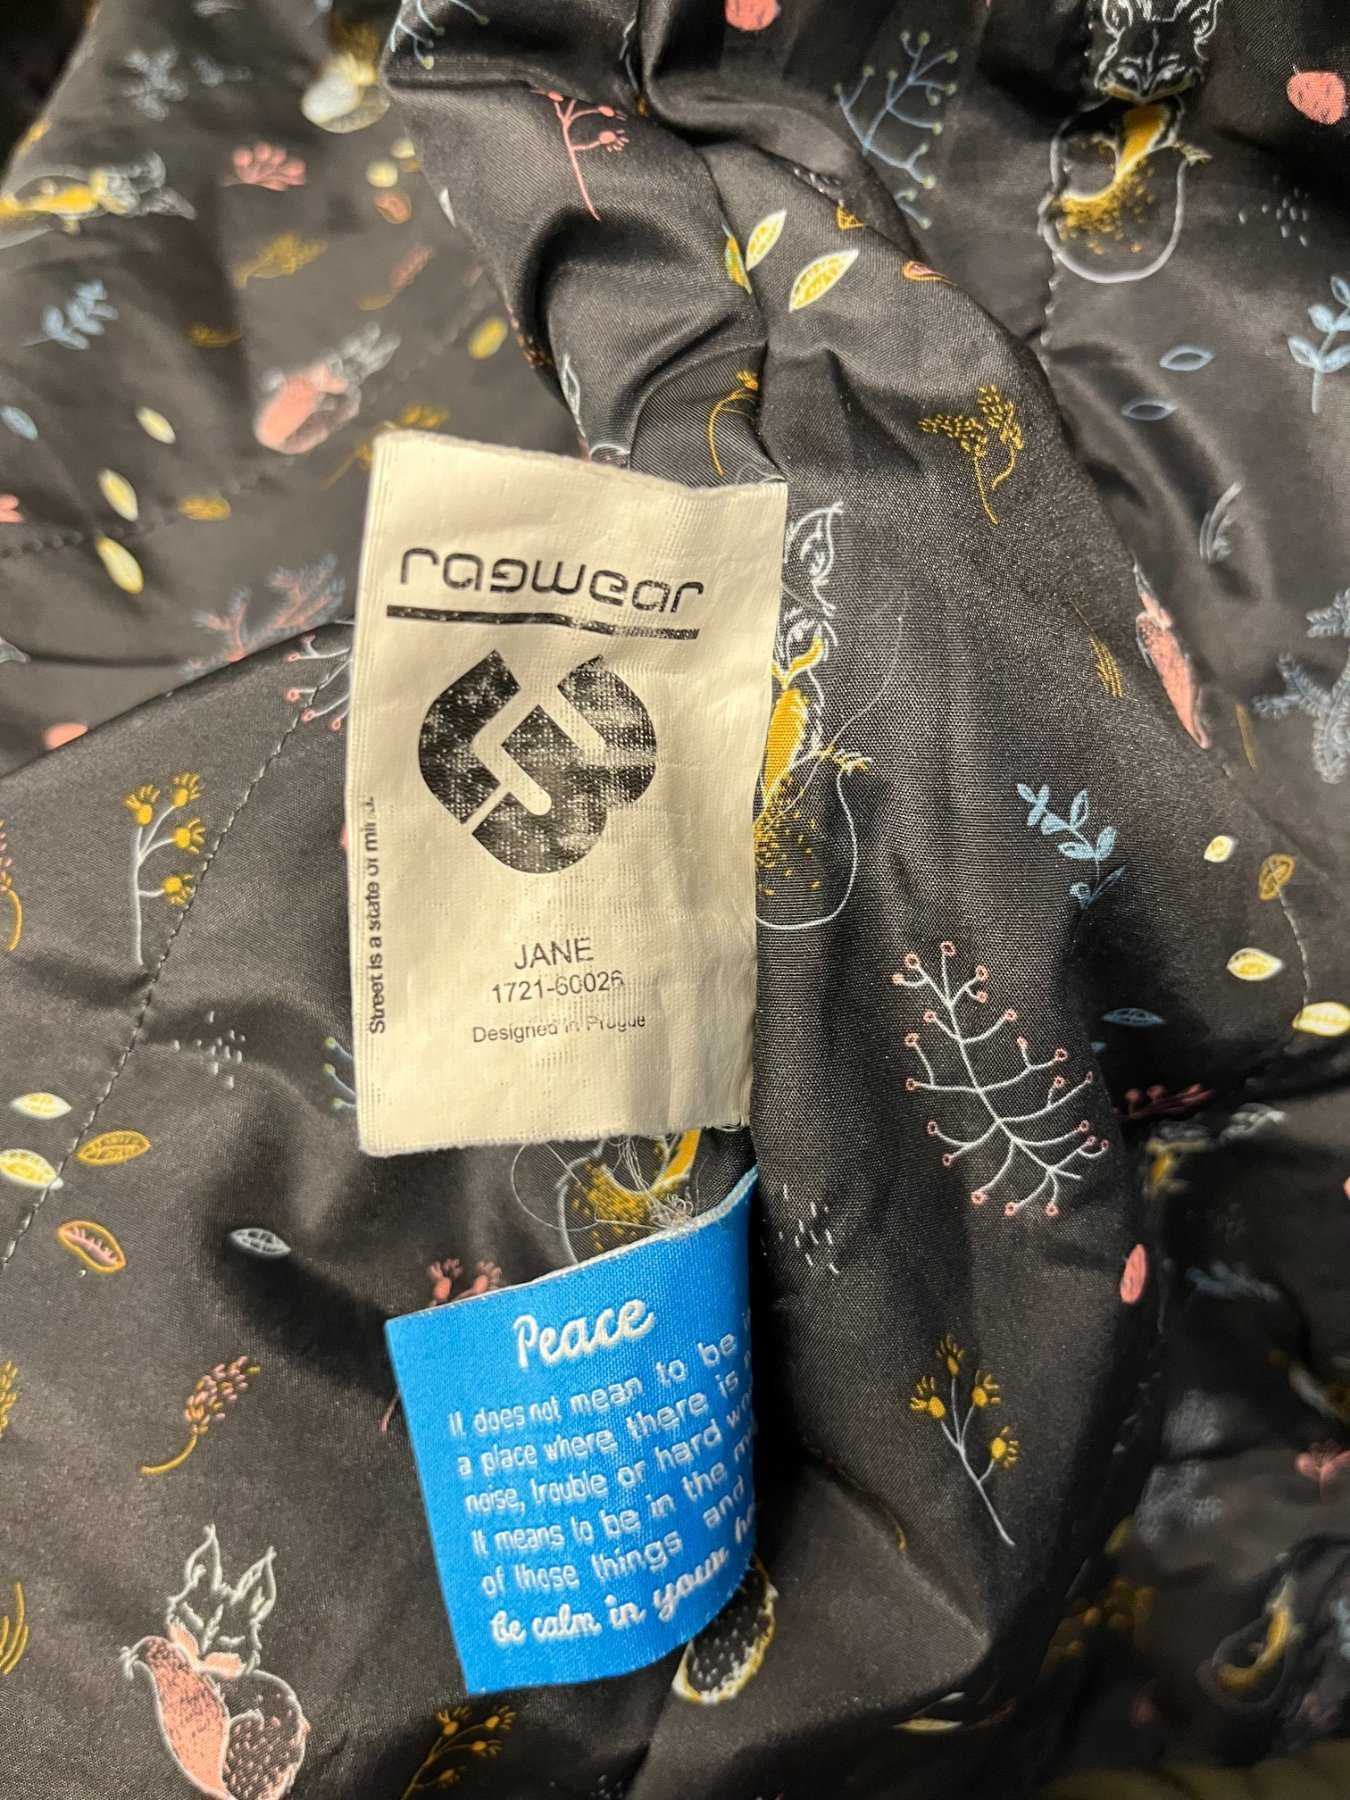 ragwear
Street is a state of mind.
JANE
1721-60026
Designed in Prague
Peace
It does not mean to be
a place where there is
noise, trouble or hard
It means to be in the
of those things and
be calm in your